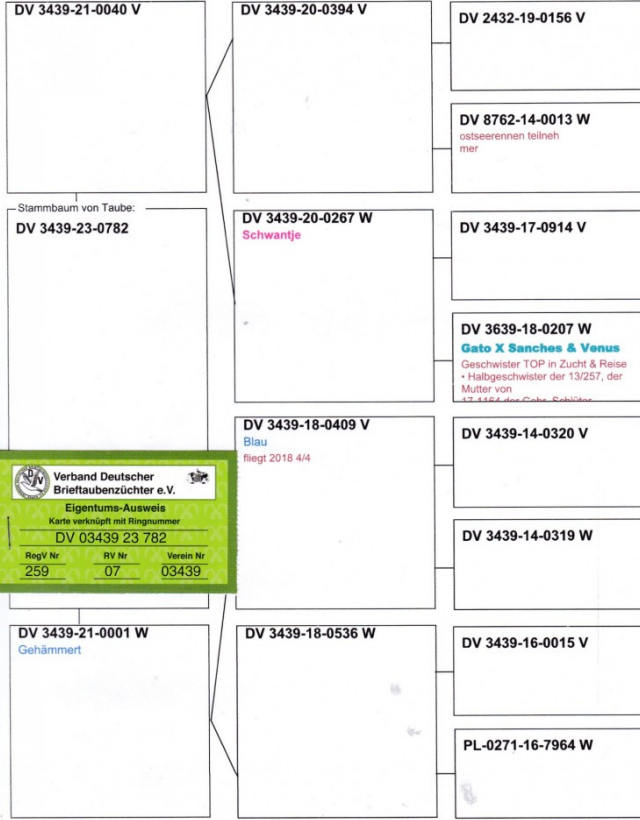 DV 3439-21-0040 V
Stammbaum von Taube:
DV 3439-23-0782
Verband Deutscher
Brieftaubenzüchter e.V.
Eigentums-Ausweis
Karte verknüpft mit Ringnummer
DV 03439 23 782
RegV Nr RV Nr Verein Nr
259 07 03439
DV 3439-21-0001 W
Gehämmert
DV 3439-20-0394 V
DV 3439-20-0267 W
Schwantje
DV 3439-18-0409 V
Blau
fliegt 2018 4/4
DV 3439-18-0536 W
DV 2432-19-0156 V
DV 8762-14-0013 W
ostseerennen teilneh
mer
DV 3439-17-0914 V
DV 3639-18-0207 W
Gato X Sanches & Venus
Geschwister TOP in Zucht & Reise
• Halbgeschwister der 13/257, der
Mutter von
17-1164 der Gebr. Schlüter
DV 3439-14-0320 V
DV 3439-14-0319 W
DV 3439-16-0015 V
PL-0271-16-7964 W